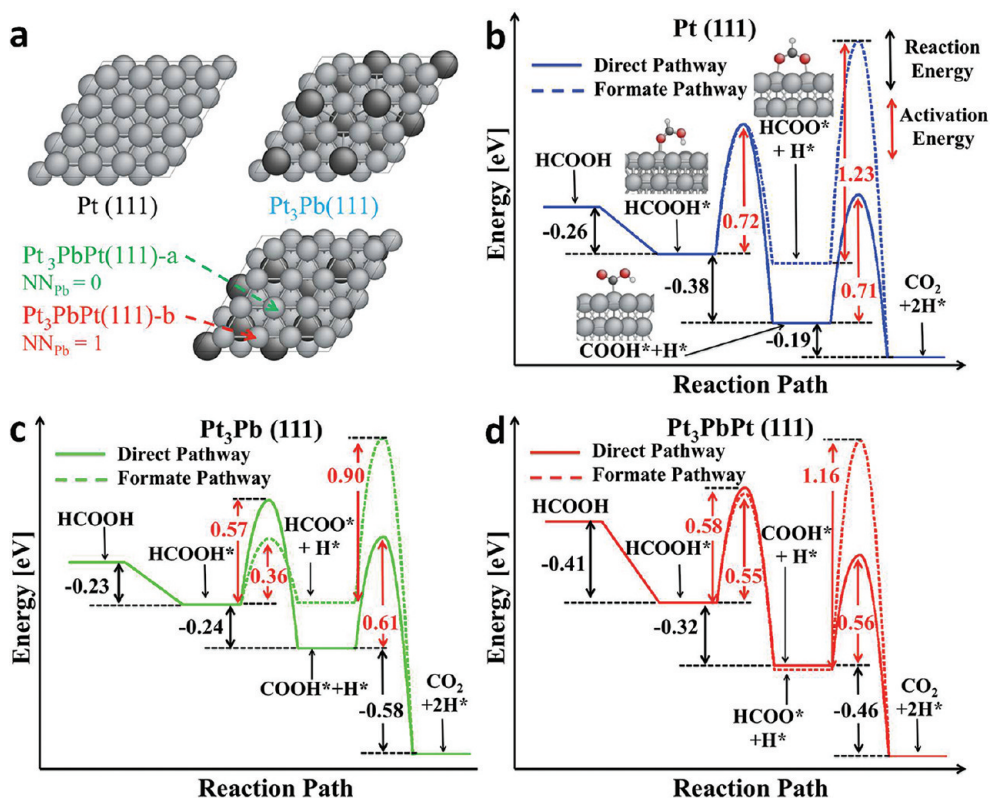 a
Pt (111)
Pt₃Pb(111)
Pt₃PbPt(111)-a
NN_Pb = 0
Pt₃PbPt(111)-b
NN_Pb = 1
b
Pt (111)
Direct Pathway
Formate Pathway
Reaction
Energy
Activation
Energy
HCOO*
+ H*
HCOOH
HCOOH*
-0.26
0.72
1.23
-0.38
0.71
COOH*+H*
-0.19
CO₂
+2H*
Energy [eV]
Reaction Path
c
Pt₃Pb (111)
Direct Pathway
Formate Pathway
0.90
HCOOH
HCOOH*
0.57
HCOO*
+ H*
-0.23
0.36
-0.24
0.61
COOH*+H*
-0.58
CO₂
+2H*
Energy [eV]
Reaction Path
d
Pt₃PbPt (111)
Direct Pathway
Formate Pathway
1.16
HCOOH
HCOOH*
0.58
COOH*
+ H*
-0.41
0.55
-0.32
0.56
HCOO*
+H*
-0.46
CO₂
+2H*
Energy [eV]
Reaction Path